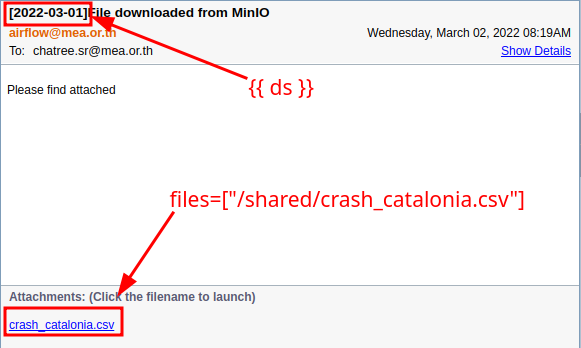 [2022-03-01]File downloaded from MinIO
airflow@mea.or.th Wednesday, March 02, 2022 08:19AM
To: chatree.sr@mea.or.th Show Details
{{ ds }}
Please find attached
files=["/shared/crash_catalonia.csv"]
Attachments: (Click the filename to launch)
crash_catalonia.csv